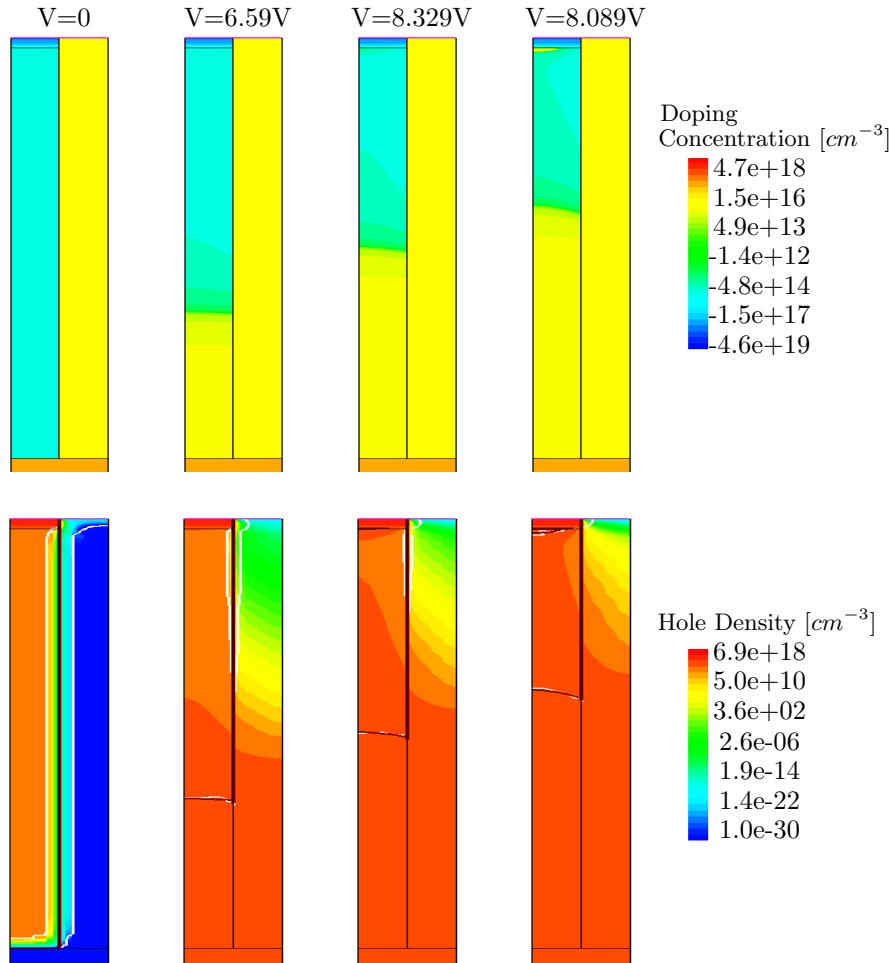 V=0 V=6.59V V=8.329V V=8.089V
Doping
Concentration [cm⁻³]
4.7e+18
1.5e+16
4.9e+13
-1.4e+12
-4.8e+14
-1.5e+17
-4.6e+19
Hole Density [cm⁻³]
6.9e+18
5.0e+10
3.6e+02
2.6e-06
1.9e-14
1.4e-22
1.0e-30